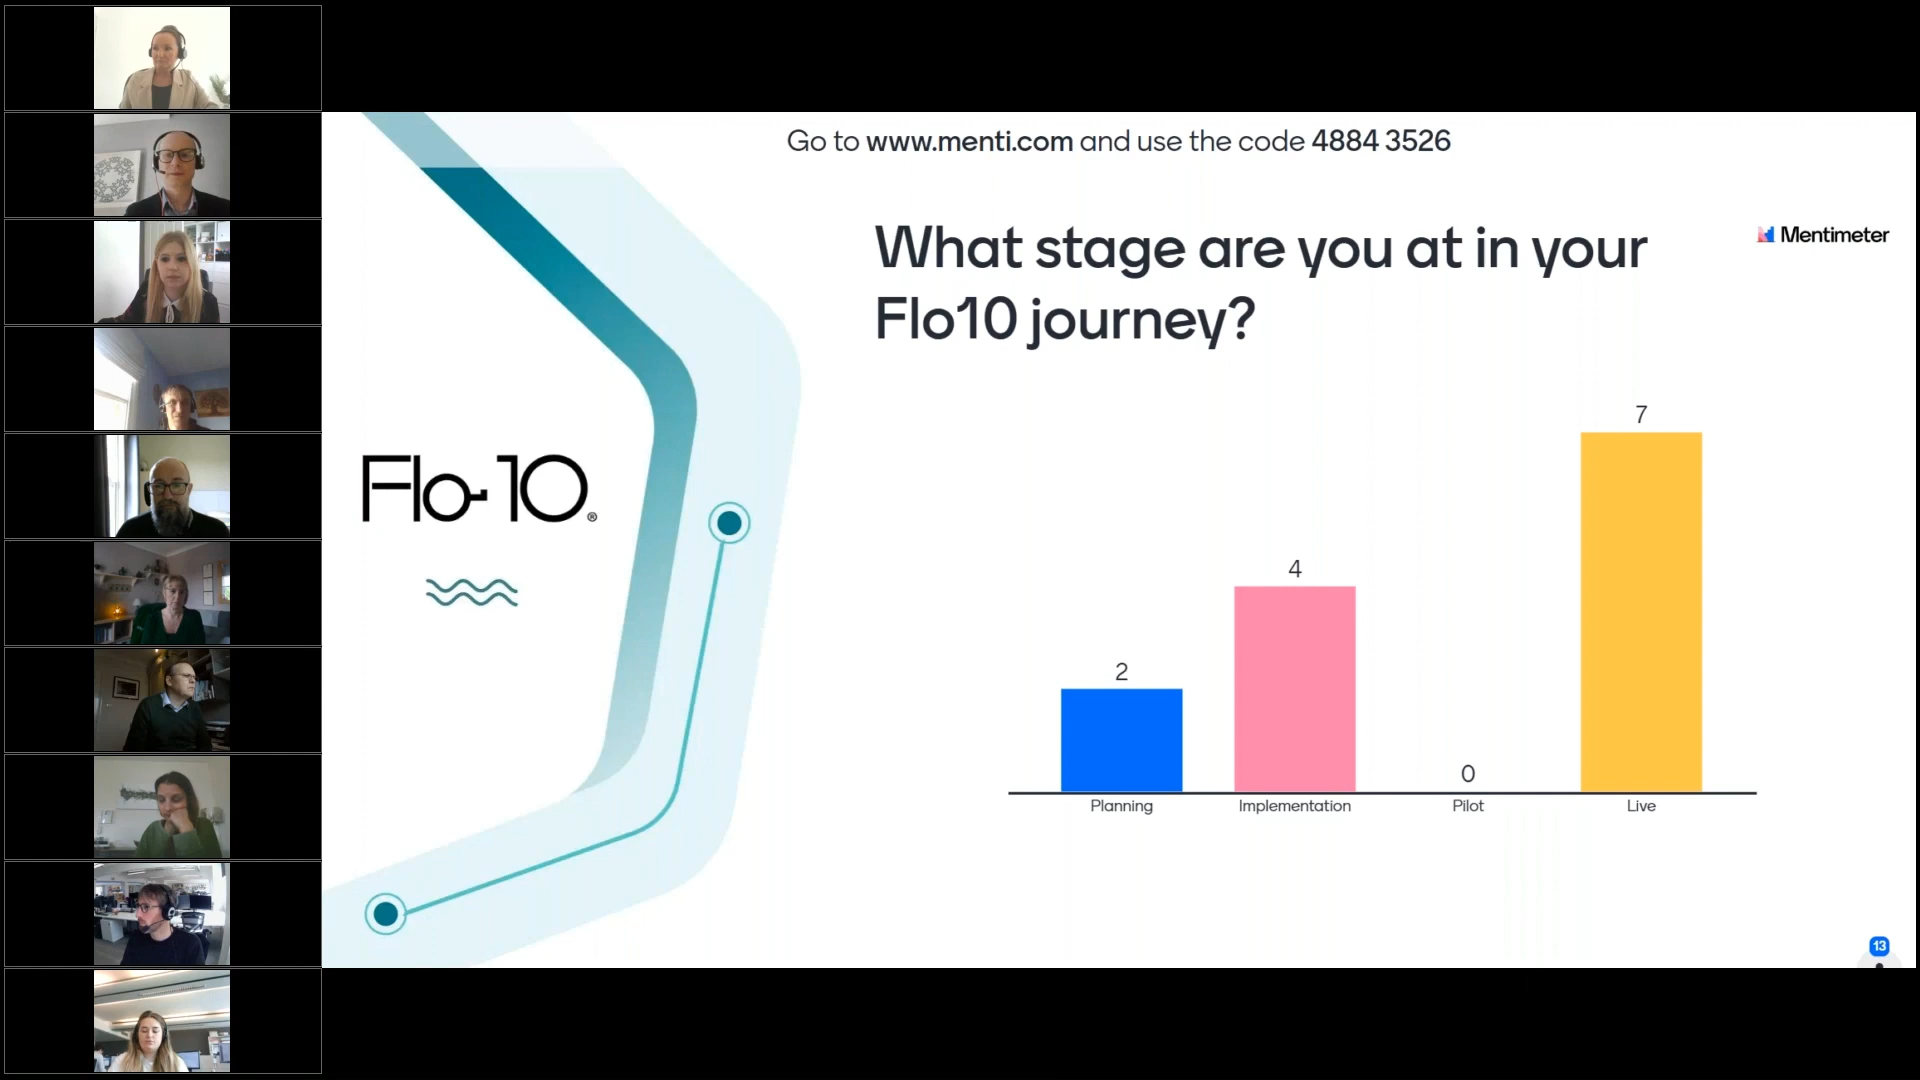 Go to www.menti.com and use the code 4884 3526
What stage are you at in your
Flo10 journey?
Mentimeter
Flo-10®
7
4
2
0
Planning Implementation Pilot Live
13